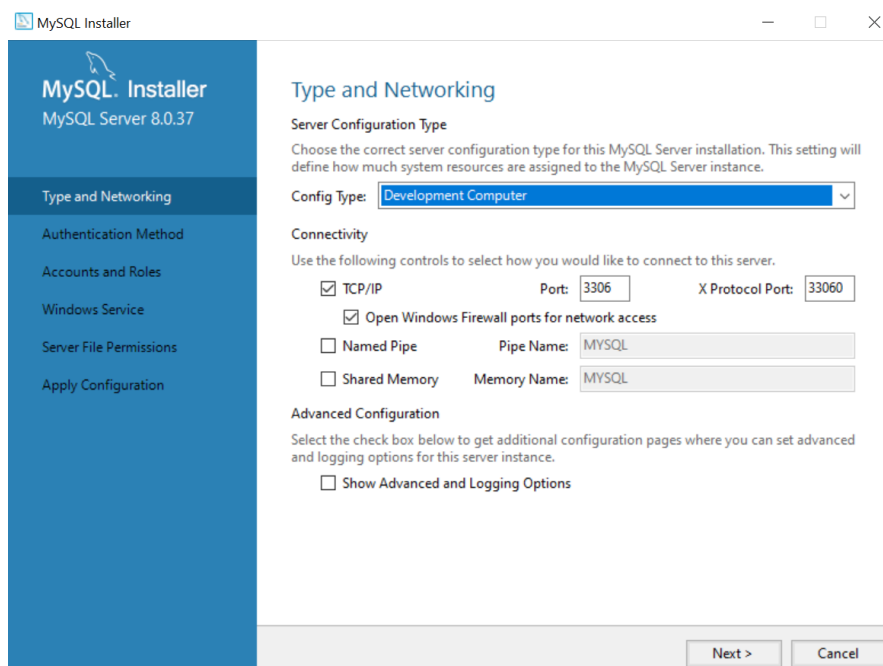 MySQL Installer
MySQL. Installer
MySQL Server 8.0.37
Type and Networking
Authentication Method
Accounts and Roles
Windows Service
Server File Permissions
Apply Configuration
Type and Networking
Server Configuration Type
Choose the correct server configuration type for this MySQL Server installation. This setting will
define how much system resources are assigned to the MySQL Server instance.
Config Type: Development Computer
Connectivity
Use the following controls to select how you would like to connect to this server.
TCP/IP Port: 3306 X Protocol Port: 33060
Open Windows Firewall ports for network access
Named Pipe Pipe Name: MYSQL
Shared Memory Memory Name: MYSQL
Advanced Configuration
Select the check box below to get additional configuration pages where you can set advanced
and logging options for this server instance.
Show Advanced and Logging Options
Next > Cancel